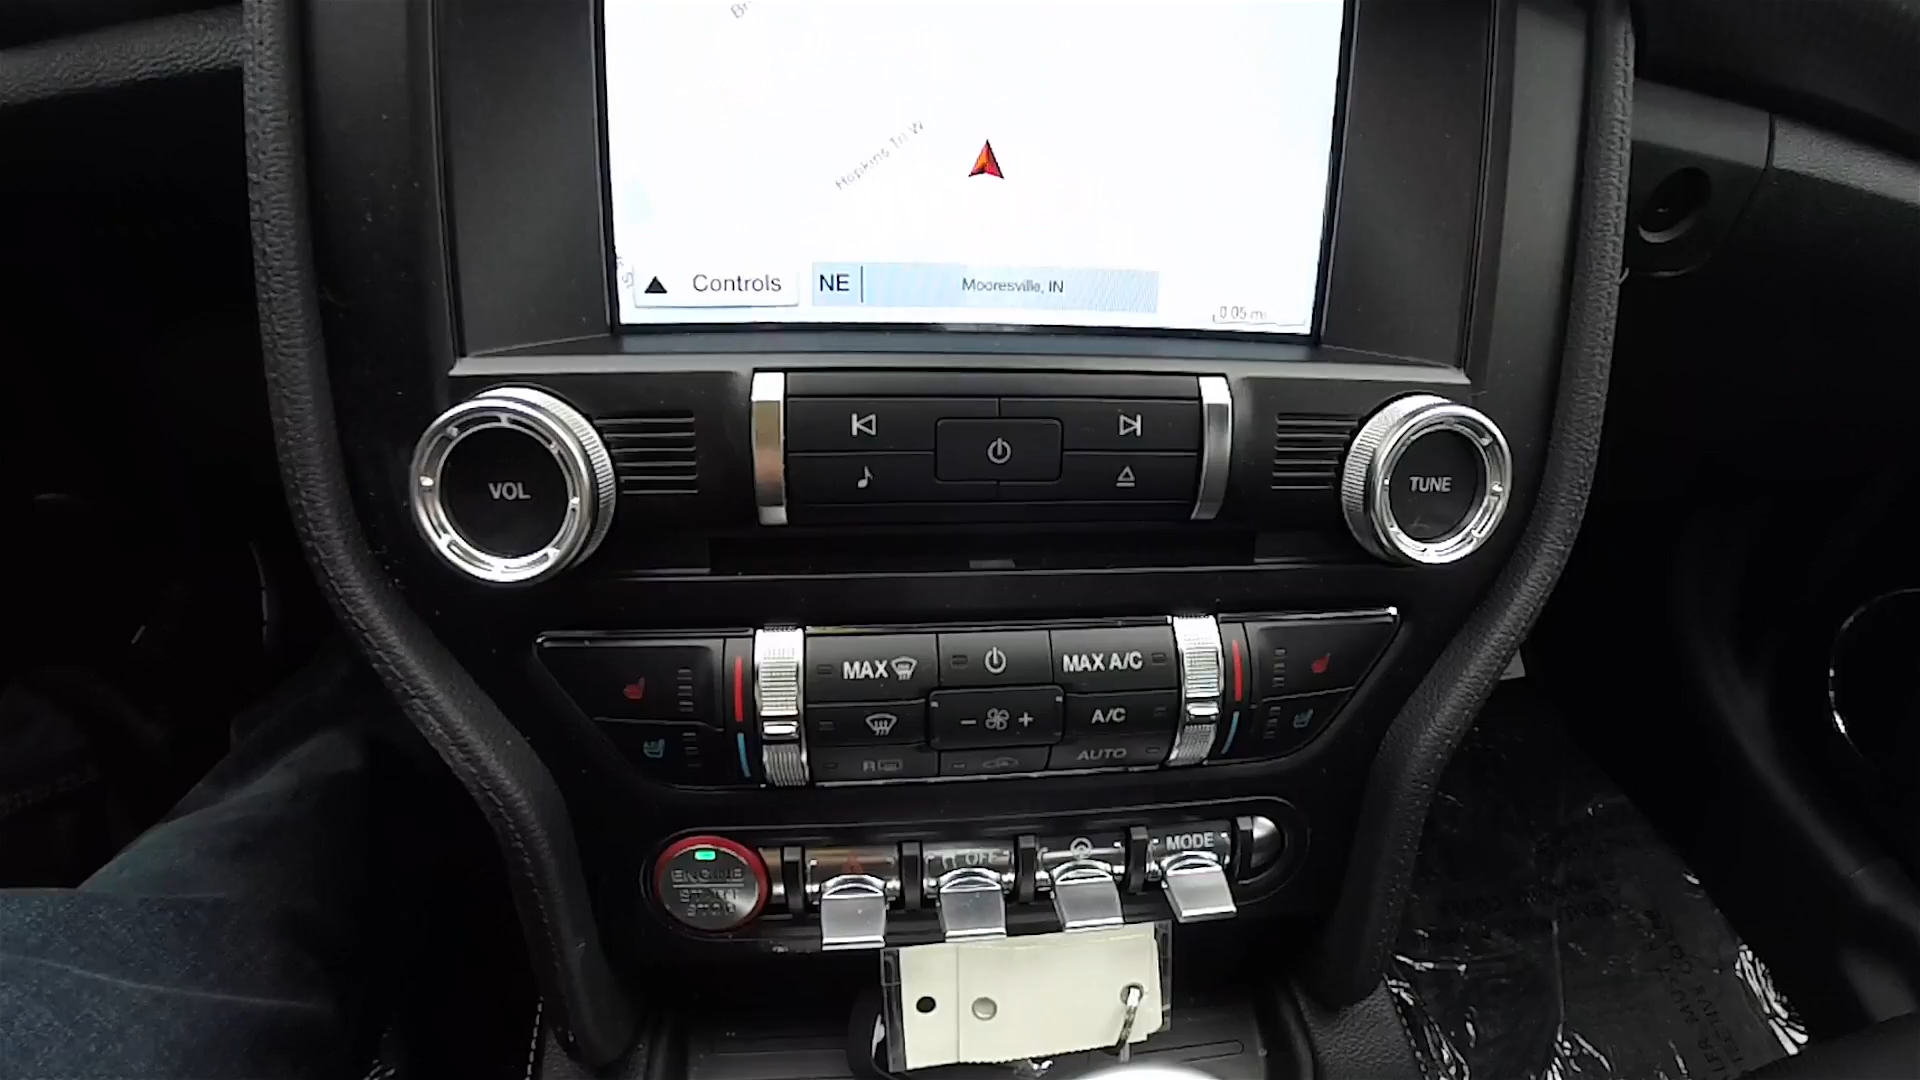 Hopkins Trl W
Controls
NE
Mooresville, IN
0.05 mi
VOL
TUNE
MAX
MAX A/C
A/C
R
AUTO
ENGINE
START
STOP
OFF
MODE